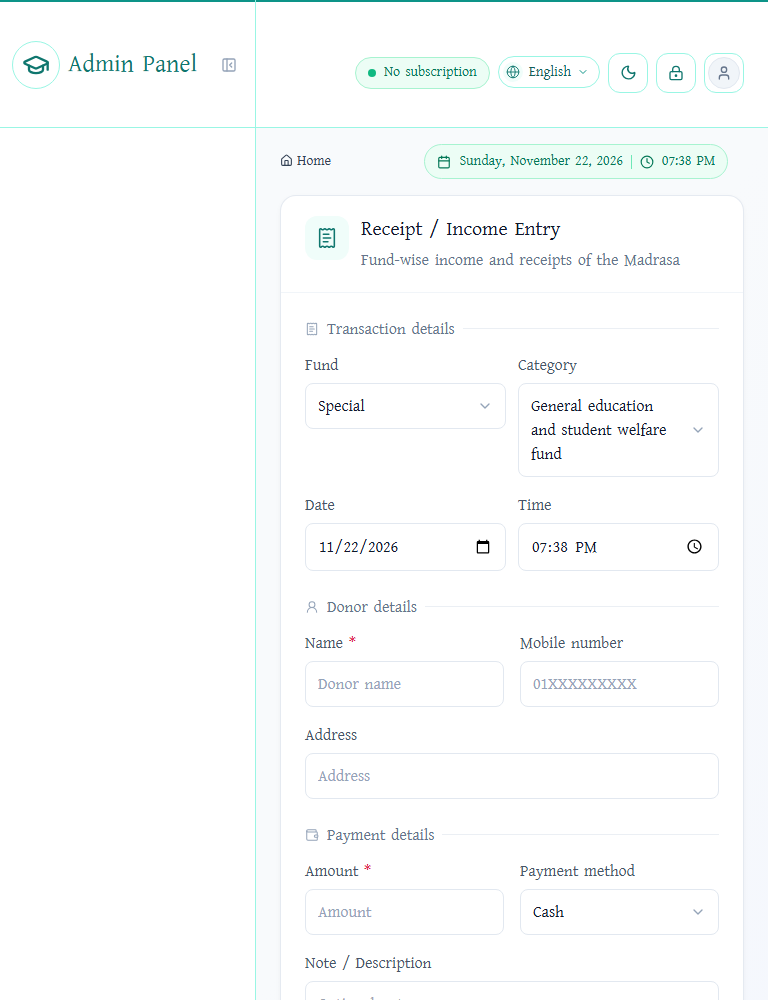 Admin Panel
No subscription
English
Home
Sunday, November 22, 2026 | 07:38 PM
Receipt / Income Entry
Fund-wise income and receipts of the Madrasa
Transaction details
Fund
Category
Special
General education
and student welfare
fund
Date
Time
11/22/2026
07:38 PM
Donor details
Name *
Mobile number
Donor name
01XXXXXXXXX
Address
Address
Payment details
Amount *
Payment method
Amount
Cash
Note / Description